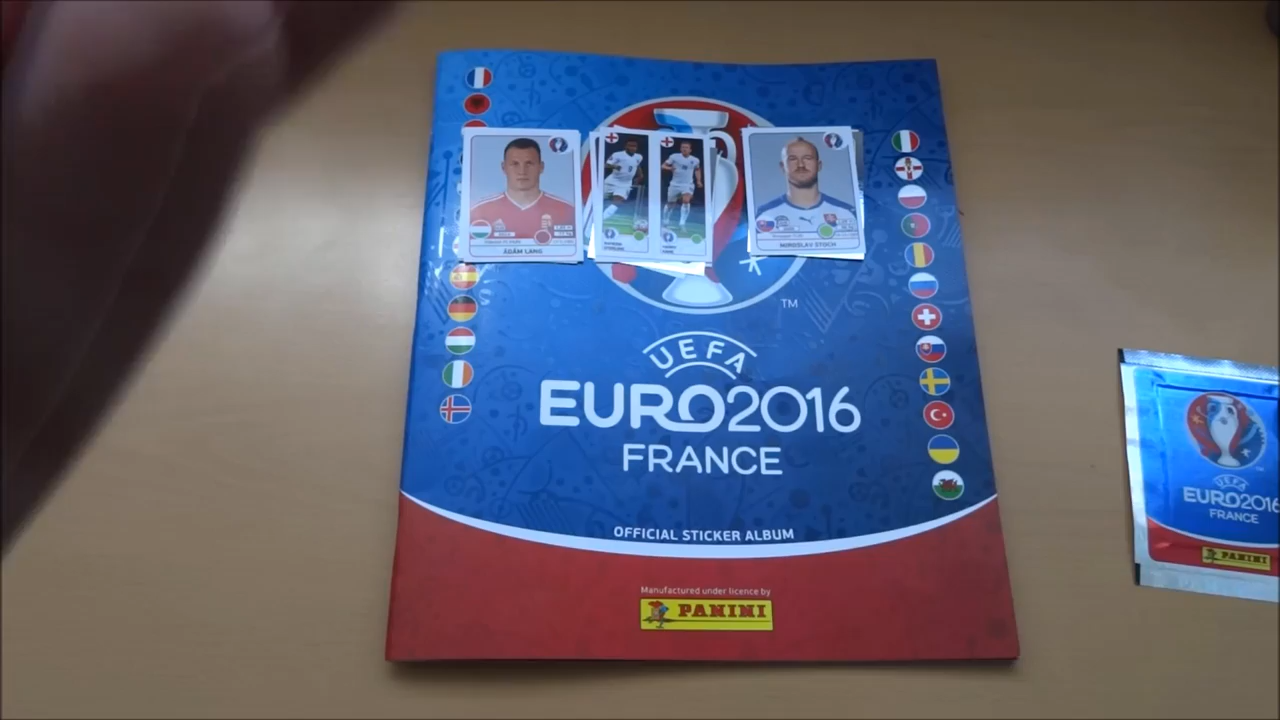 ÁDÁM LANG
MIROSLAV STOCH
TM
UEFA
EURO2016
FRANCE
OFFICIAL STICKER ALBUM
Manufactured under licence by
PANINI
UEFA
EURO2016
FRANCE
PANINI